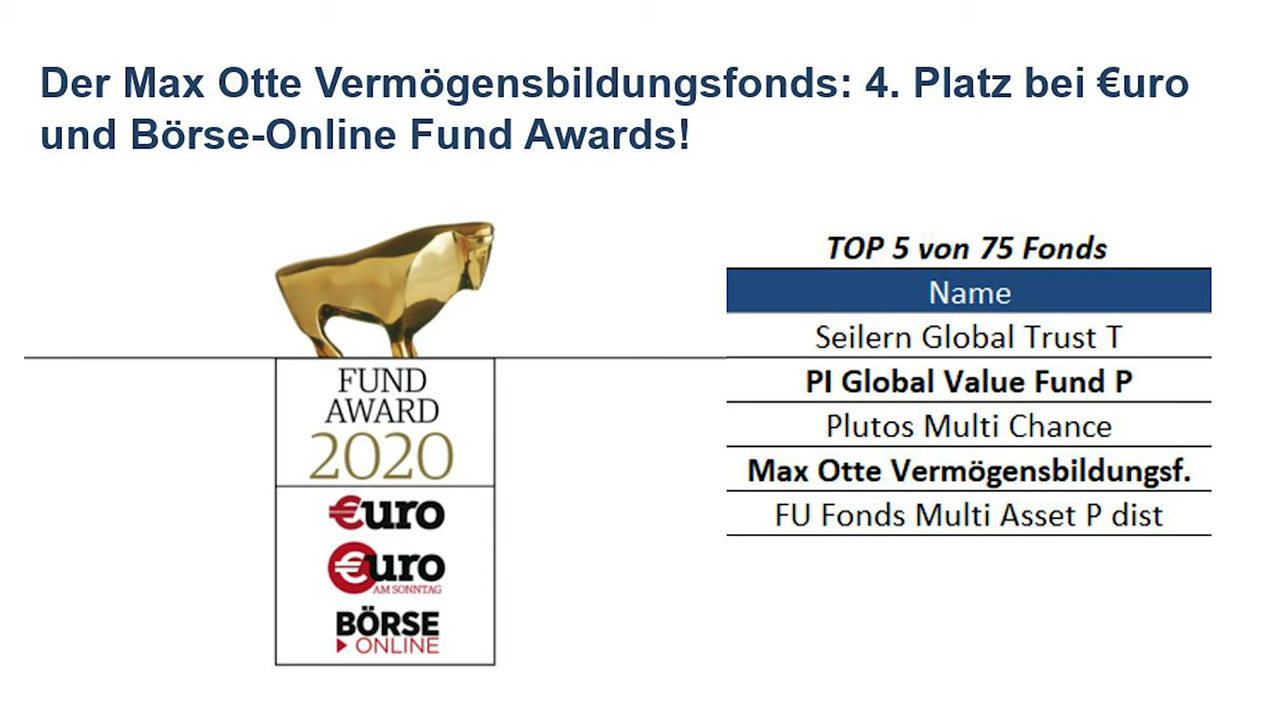 Der Max Otte Vermögensbildungsfonds: 4. Platz bei €uro
und Börse-Online Fund Awards!
FUND
AWARD
2020
€uro
€uro
AM SONNTAG
BÖRSE
ONLINE
TOP 5 von 75 Fonds
Name
Seilern Global Trust T
PI Global Value Fund P
Plutos Multi Chance
Max Otte Vermögensbildungsf.
FU Fonds Multi Asset P dist